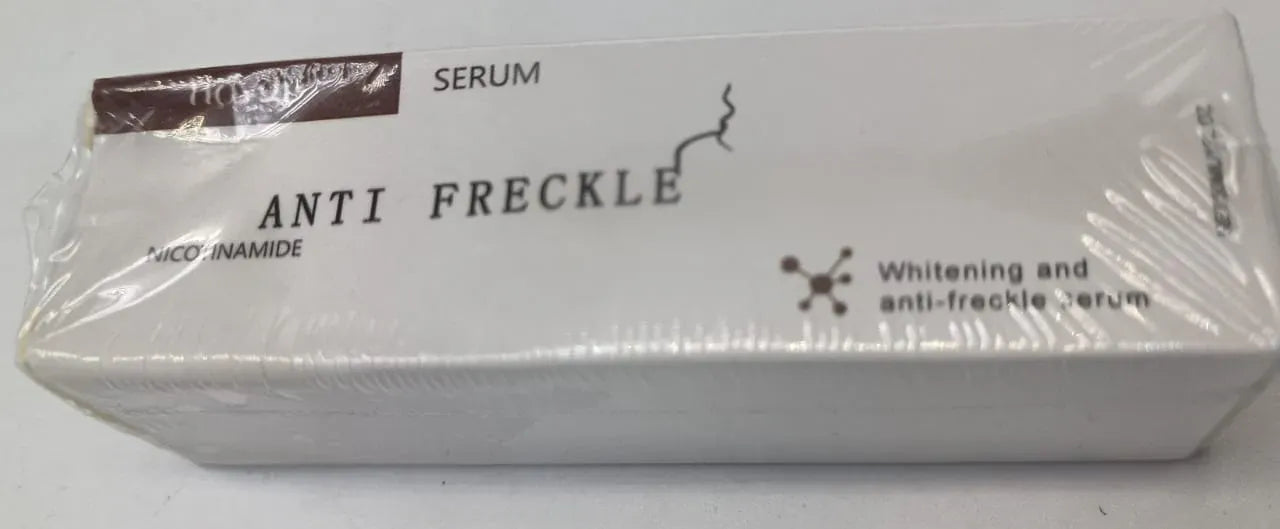 SERUM
ANTI FRECKLE
NICOTINAMIDE
Whitening and
anti-freckle serum